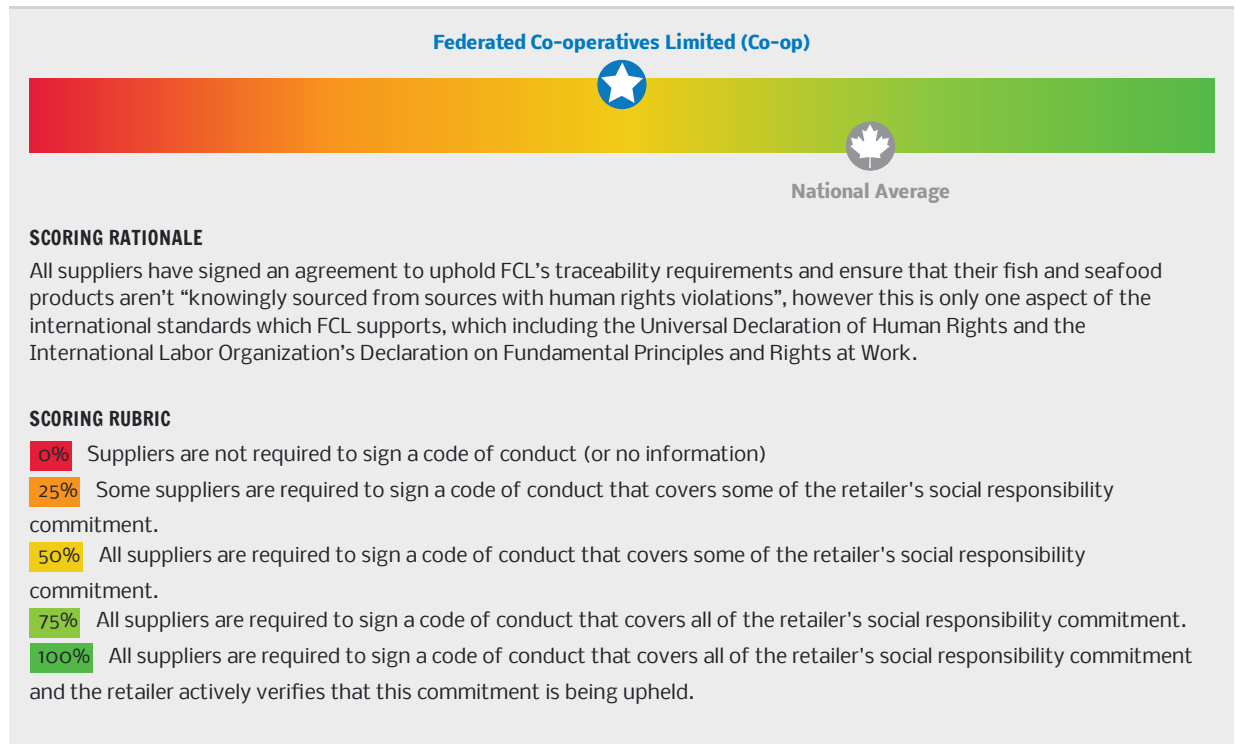 Federated Co-operatives Limited (Co-op)
National Average
SCORING RATIONALE
All suppliers have signed an agreement to uphold FCL's traceability requirements and ensure that their fish and seafood
products aren't “knowingly sourced from sources with human rights violations”, however this is only one aspect of the
international standards which FCL supports, which including the Universal Declaration of Human Rights and the
International Labor Organization's Declaration on Fundamental Principles and Rights at Work.
SCORING RUBRIC
0% Suppliers are not required to sign a code of conduct (or no information)
25% Some suppliers are required to sign a code of conduct that covers some of the retailer's social responsibility
commitment.
50% All suppliers are required to sign a code of conduct that covers some of the retailer's social responsibility
commitment.
75% All suppliers are required to sign a code of conduct that covers all of the retailer's social responsibility commitment.
100% All suppliers are required to sign a code of conduct that covers all of the retailer's social responsibility commitment
and the retailer actively verifies that this commitment is being upheld.